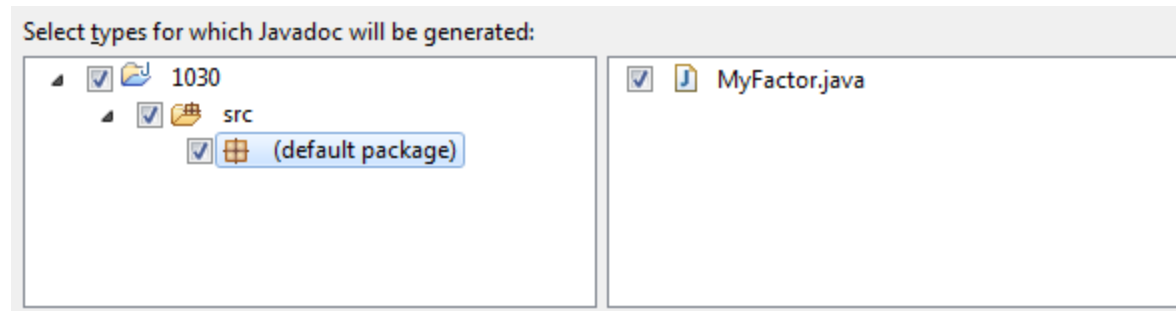 Select types for which Javadoc will be generated:
1030
src
(default package)
MyFactor.java